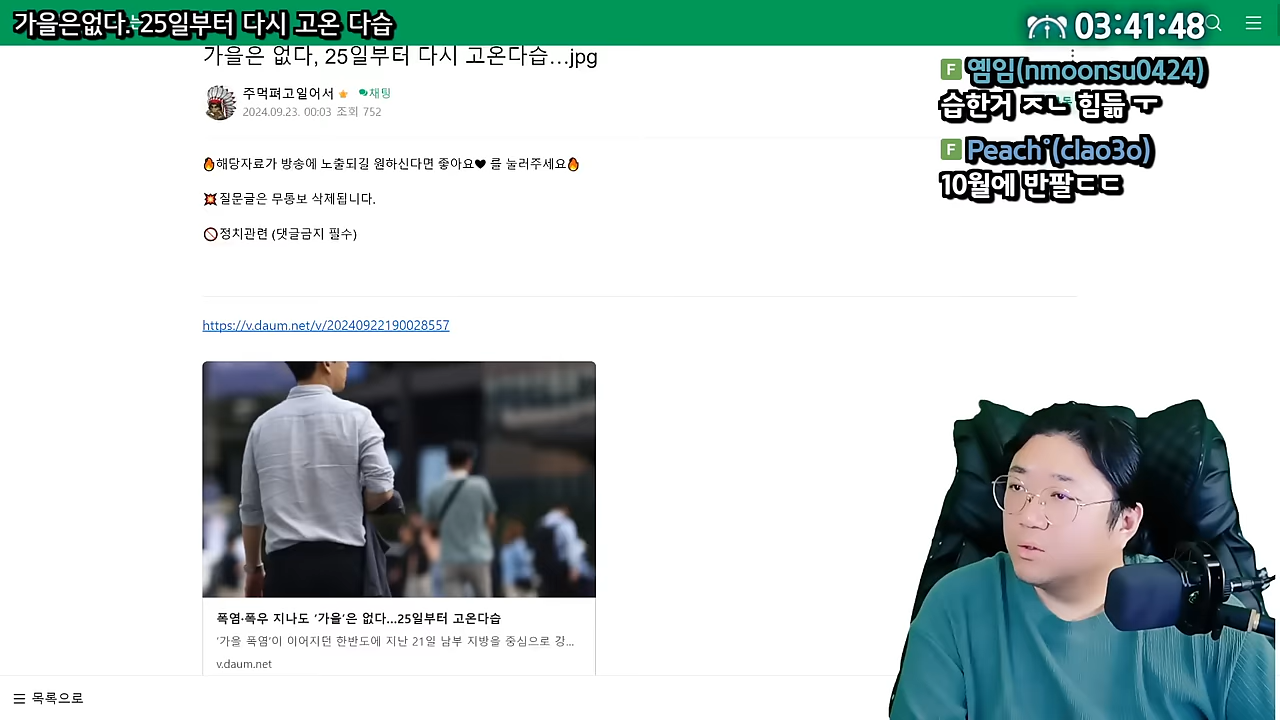 가을은없다. 25일부터 다시 고온 다습
03:41:48
가을은 없다, 25일부터 다시 고온다습...jpg
주먹펴고일어서
채팅
2024.09.23. 00:03 조회 752
F 옘임(nmoonsu0424)
습한거 ㅈㄴ 힘듦 ㅜ
F Peach°(clao3o)
10월에 반팔ㄷㄷ
🔥해당자료가 방송에 노출되길 원하신다면 좋아요♥ 를 눌러주세요🔥
💥질문글은 무통보 삭제됩니다.
🚫정치관련 (댓글금지 필수)
https://v.daum.net/v/20240922190028557
폭염·폭우 지나도 ‘가을’은 없다...25일부터 고온다습
‘가을 폭염’이 이어지던 한반도에 지난 21일 남부 지방을 중심으로 강...
v.daum.net
목록으로